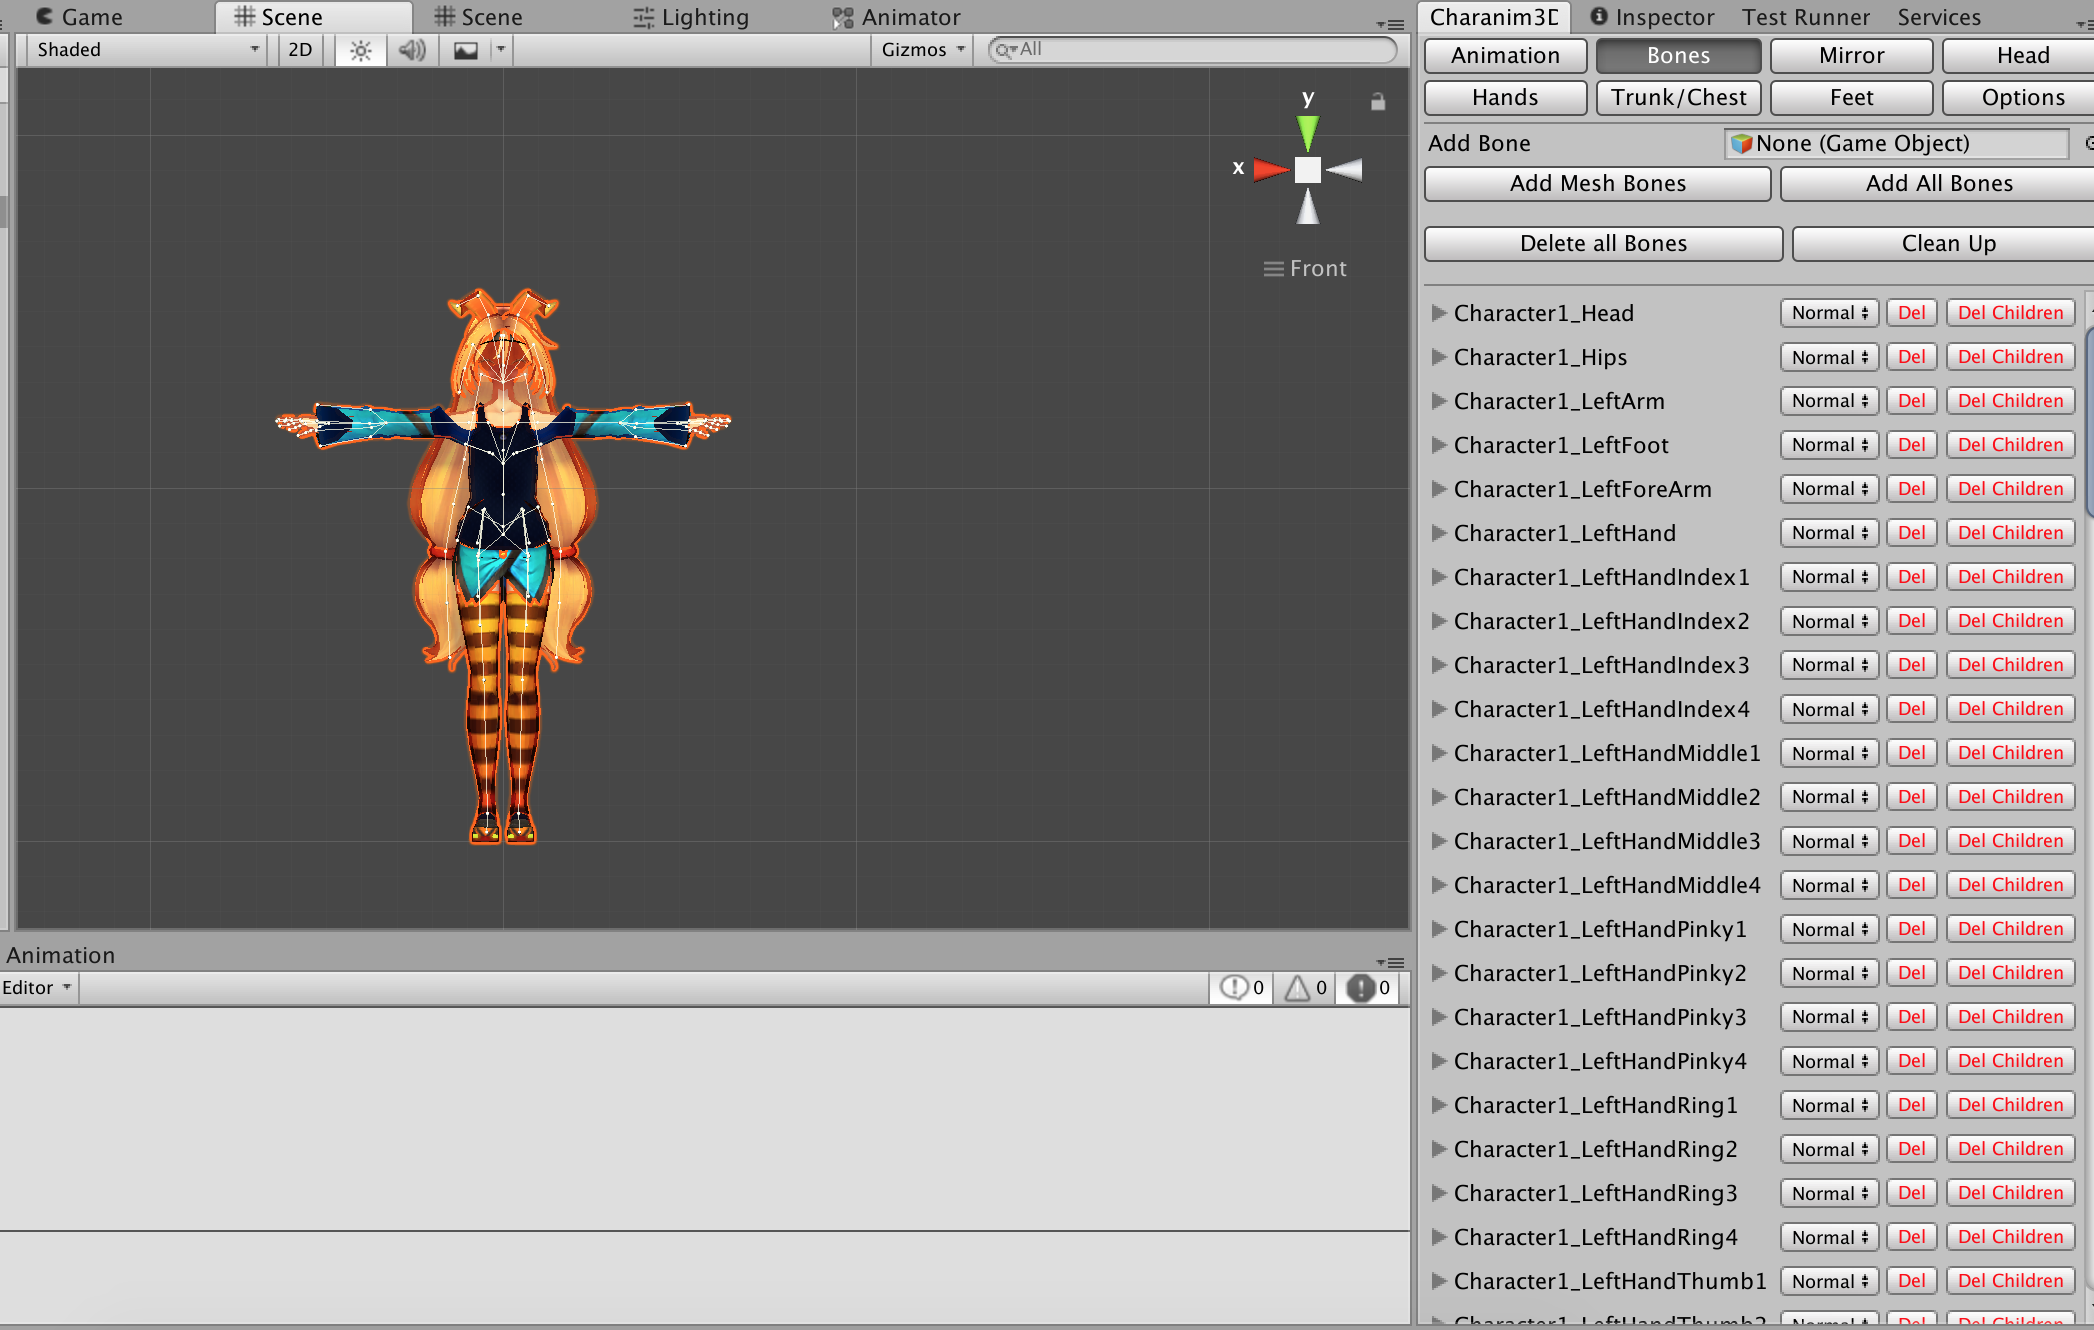 Game Scene Scene Lighting Animator
Shaded 2D Gizmos All
y
x
Front
Animation
Editor 0 0 0
Charanim3D Inspector Test Runner Services
Animation Bones Mirror Head
Hands Trunk/Chest Feet Options
Add Bone None (Game Object)
Add Mesh Bones Add All Bones
Delete all Bones Clean Up
Character1_Head Normal Del Del Children
Character1_Hips Normal Del Del Children
Character1_LeftArm Normal Del Del Children
Character1_LeftFoot Normal Del Del Children
Character1_LeftForeArm Normal Del Del Children
Character1_LeftHand Normal Del Del Children
Character1_LeftHandIndex1 Normal Del Del Children
Character1_LeftHandIndex2 Normal Del Del Children
Character1_LeftHandIndex3 Normal Del Del Children
Character1_LeftHandIndex4 Normal Del Del Children
Character1_LeftHandMiddle1 Normal Del Del Children
Character1_LeftHandMiddle2 Normal Del Del Children
Character1_LeftHandMiddle3 Normal Del Del Children
Character1_LeftHandMiddle4 Normal Del Del Children
Character1_LeftHandPinky1 Normal Del Del Children
Character1_LeftHandPinky2 Normal Del Del Children
Character1_LeftHandPinky3 Normal Del Del Children
Character1_LeftHandPinky4 Normal Del Del Children
Character1_LeftHandRing1 Normal Del Del Children
Character1_LeftHandRing2 Normal Del Del Children
Character1_LeftHandRing3 Normal Del Del Children
Character1_LeftHandRing4 Normal Del Del Children
Character1_LeftHandThumb1 Normal Del Del Children
Character1_LeftHandThumb2 Normal Del Del Children